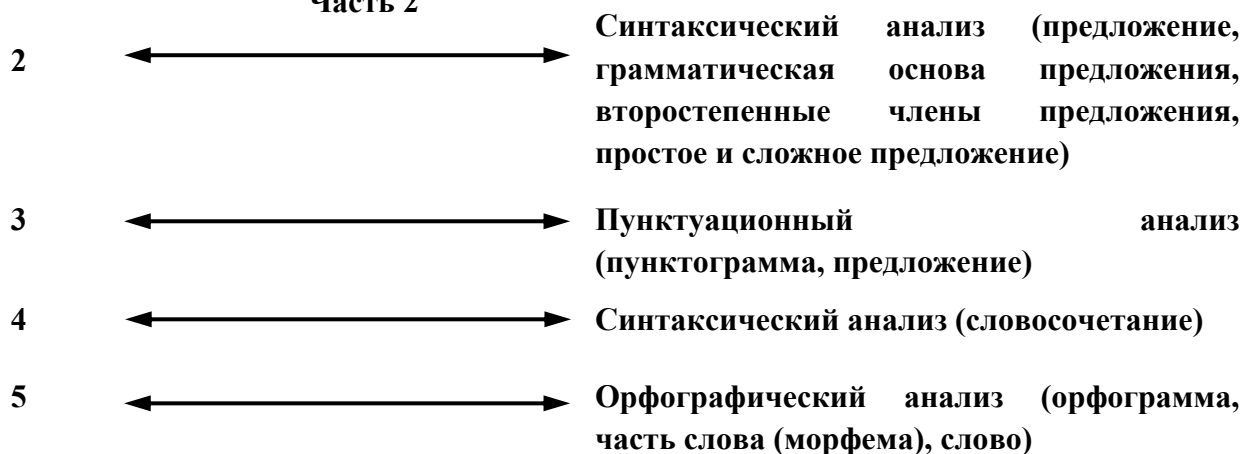 Часть 2
2
Синтаксический анализ (предложение,
грамматическая основа предложения,
второстепенные члены предложения,
простое и сложное предложение)
3
Пунктуационный анализ
(пунктограмма, предложение)
4
Синтаксический анализ (словосочетание)
5
Орфографический анализ (орфограмма,
часть слова (морфема), слово)